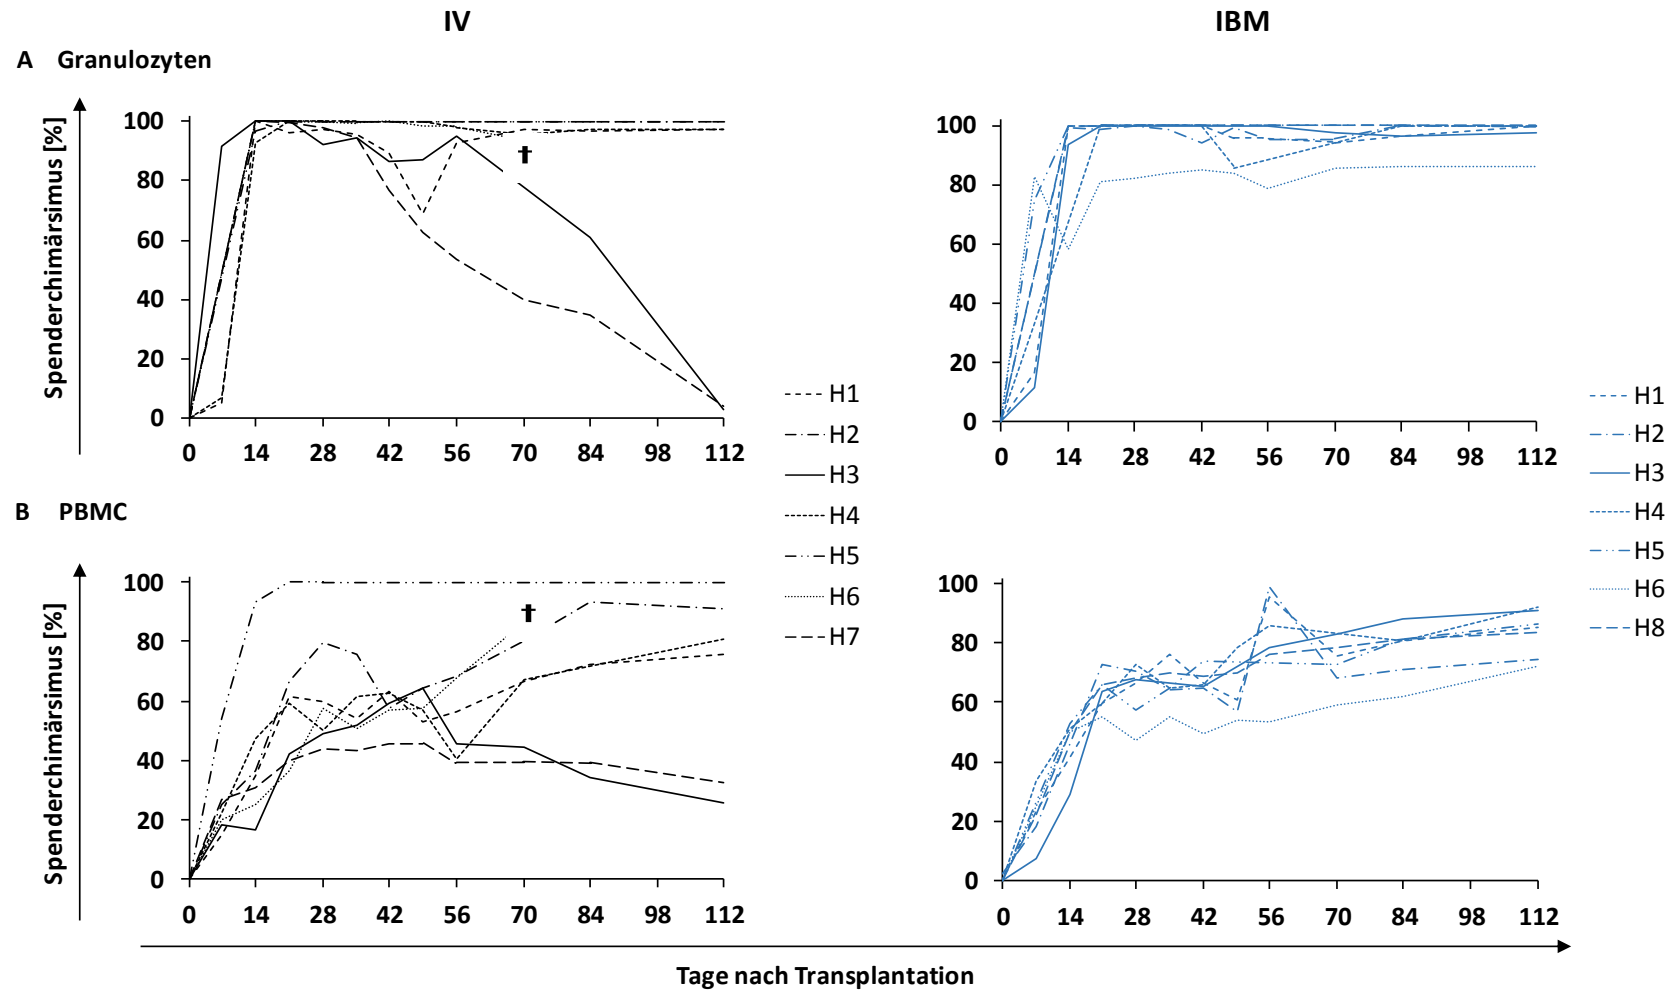 IV
IBM
A Granulozyten
Spenderchimärsimus [%]
100
80
60
40
20
0
0 14 28 42 56 70 84 98 112
†
100
80
60
40
20
0
0 14 28 42 56 70 84 98 112
H1
H2
H3
H4
H5
H6
H7
H1
H2
H3
H4
H5
H6
H8
B PBMC
Spenderchimärsimus [%]
100
80
60
40
20
0
0 14 28 42 56 70 84 98 112
†
100
80
60
40
20
0
0 14 28 42 56 70 84 98 112
Tage nach Transplantation